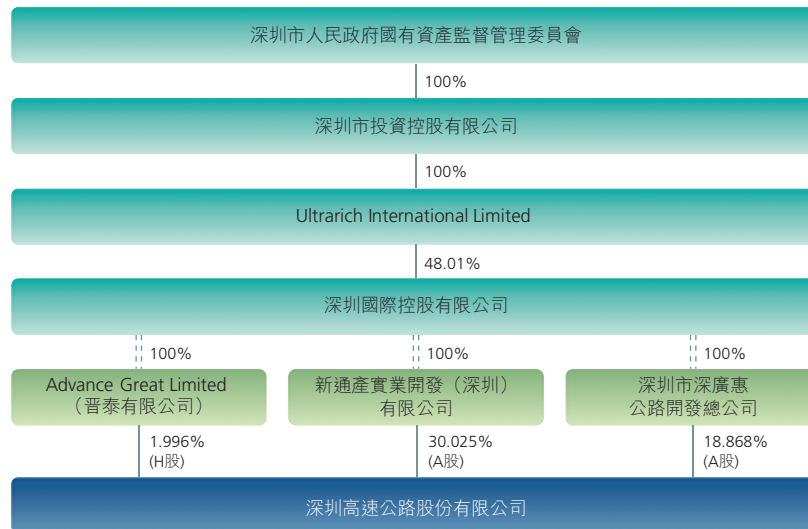 深圳市人民政府國有資產監督管理委員會
100%
深圳市投資控股有限公司
100%
Ultrarich International Limited
48.01%
深圳國際控股有限公司
100%
100%
100%
Advance Great Limited
（晋泰有限公司）
新通產實業開發（深圳）
有限公司
深圳市深廣惠
公路開發總公司
1.996%
(H股)
30.025%
(A股)
18.868%
(A股)
深圳高速公路股份有限公司